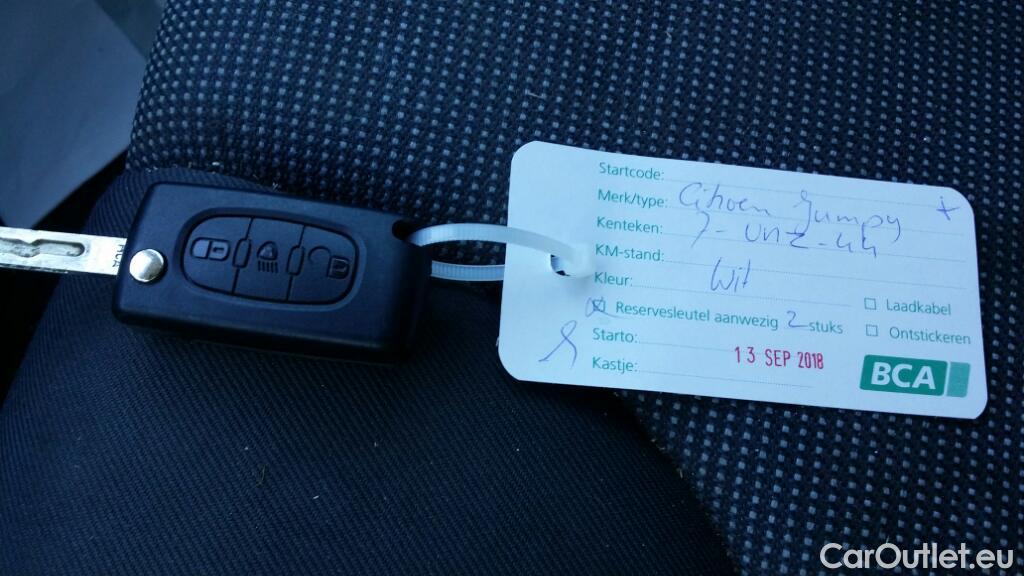 Startcode:
Merk/type: Citroen Jumpy
Kenteken: 7-VNZ-44
KM-stand:
Kleur: Wit
Laadkabel
Reservesleutel aanwezig 2 stuks
Ontstickeren
Starto:
13 SEP 2018
Kastje:
BCA
CarOutlet.eu